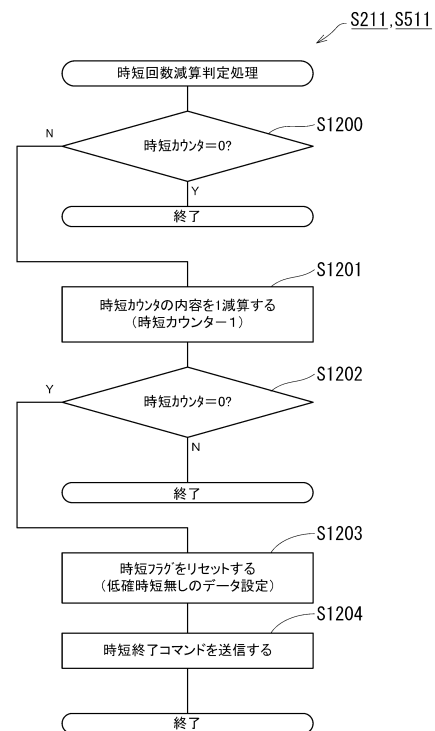 S211,S511
時短回数減算判定処理
S1200
N
時短ｶｳﾝﾀ=0?
Y
終了
S1201
時短ｶｳﾝﾀの内容を1減算する
（時短カウンター１）
S1202
Y
時短ｶｳﾝﾀ=0?
N
終了
S1203
時短ﾌﾗｸﾞをリセットする
（低確時短無しのデータ設定）
S1204
時短終了コマンドを送信する
終了